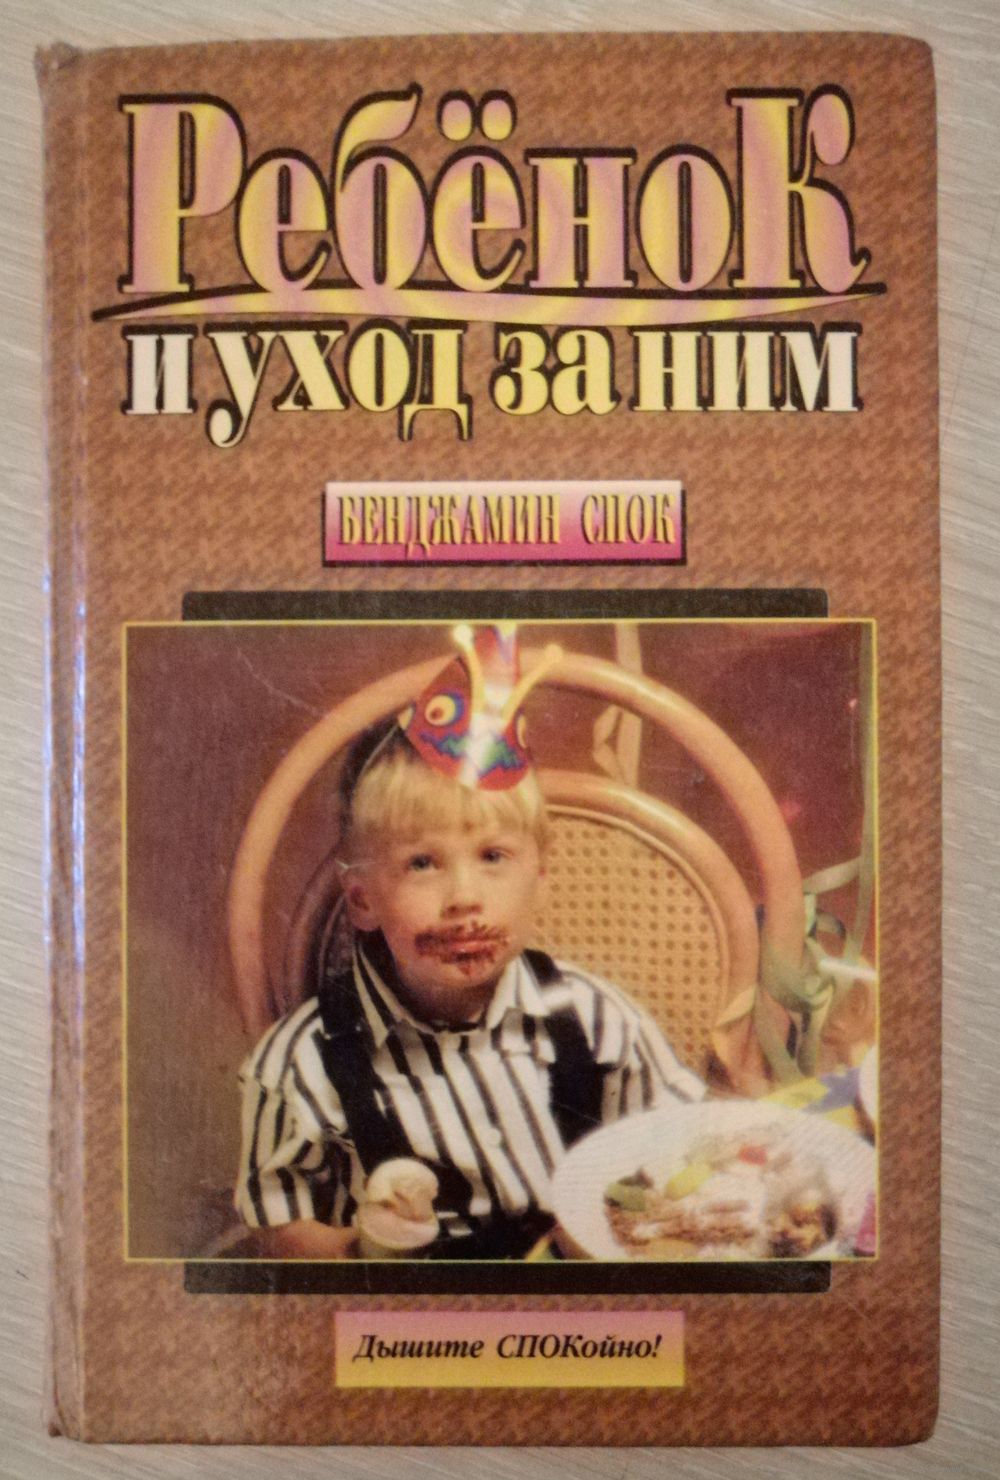 Ребёнок
и уход за ним
БЕНДЖАМИН СПОК
Дышите СПОКойно!